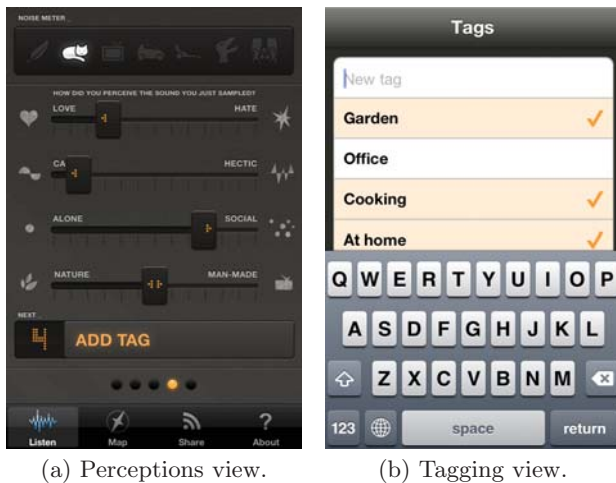 NOISE METER...
HOW DID YOU PERCEIVE THE SOUND YOU JUST SAMPLED?
LOVE HATE
CA HECTIC
ALONE SOCIAL
NATURE MAN-MADE
NEXT...
4 ADD TAG
Listen Map Share ? About
(a) Perceptions view.
Tags
New tag
Garden
Office
Cooking
At home
Q W E R T Y U I O P
A S D F G H J K L
Z X C V B N M
123 space return
(b) Tagging view.